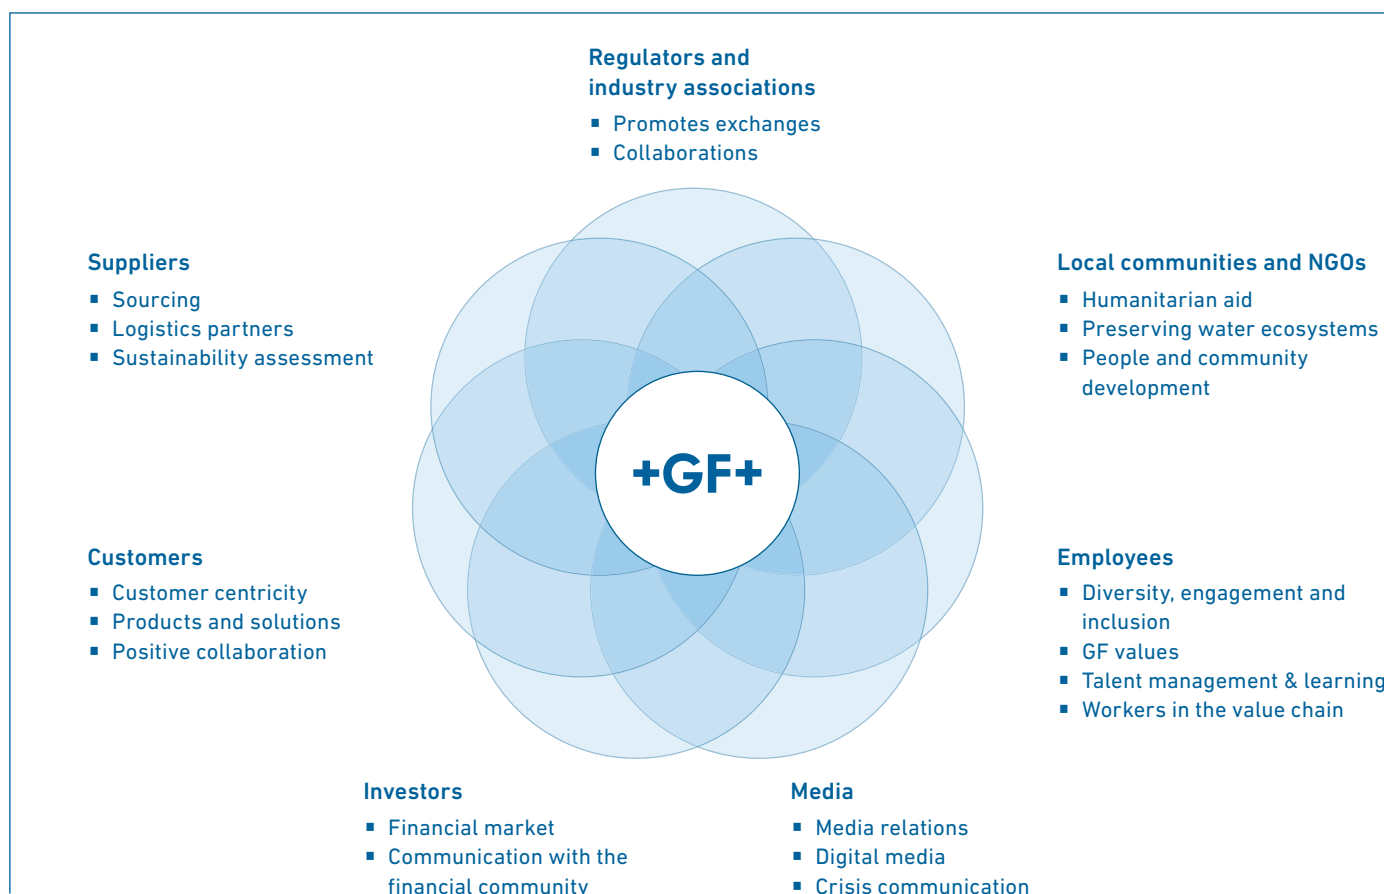 Regulators and
industry associations
▪ Promotes exchanges
▪ Collaborations
Suppliers
▪ Sourcing
▪ Logistics partners
▪ Sustainability assessment
Local communities and NGOs
▪ Humanitarian aid
▪ Preserving water ecosystems
▪ People and community
development
+GF+
Customers
▪ Customer centricity
▪ Products and solutions
▪ Positive collaboration
Employees
▪ Diversity, engagement and
inclusion
▪ GF values
▪ Talent management & learning
▪ Workers in the value chain
Investors
▪ Financial market
▪ Communication with the
financial community
Media
▪ Media relations
▪ Digital media
▪ Crisis communication